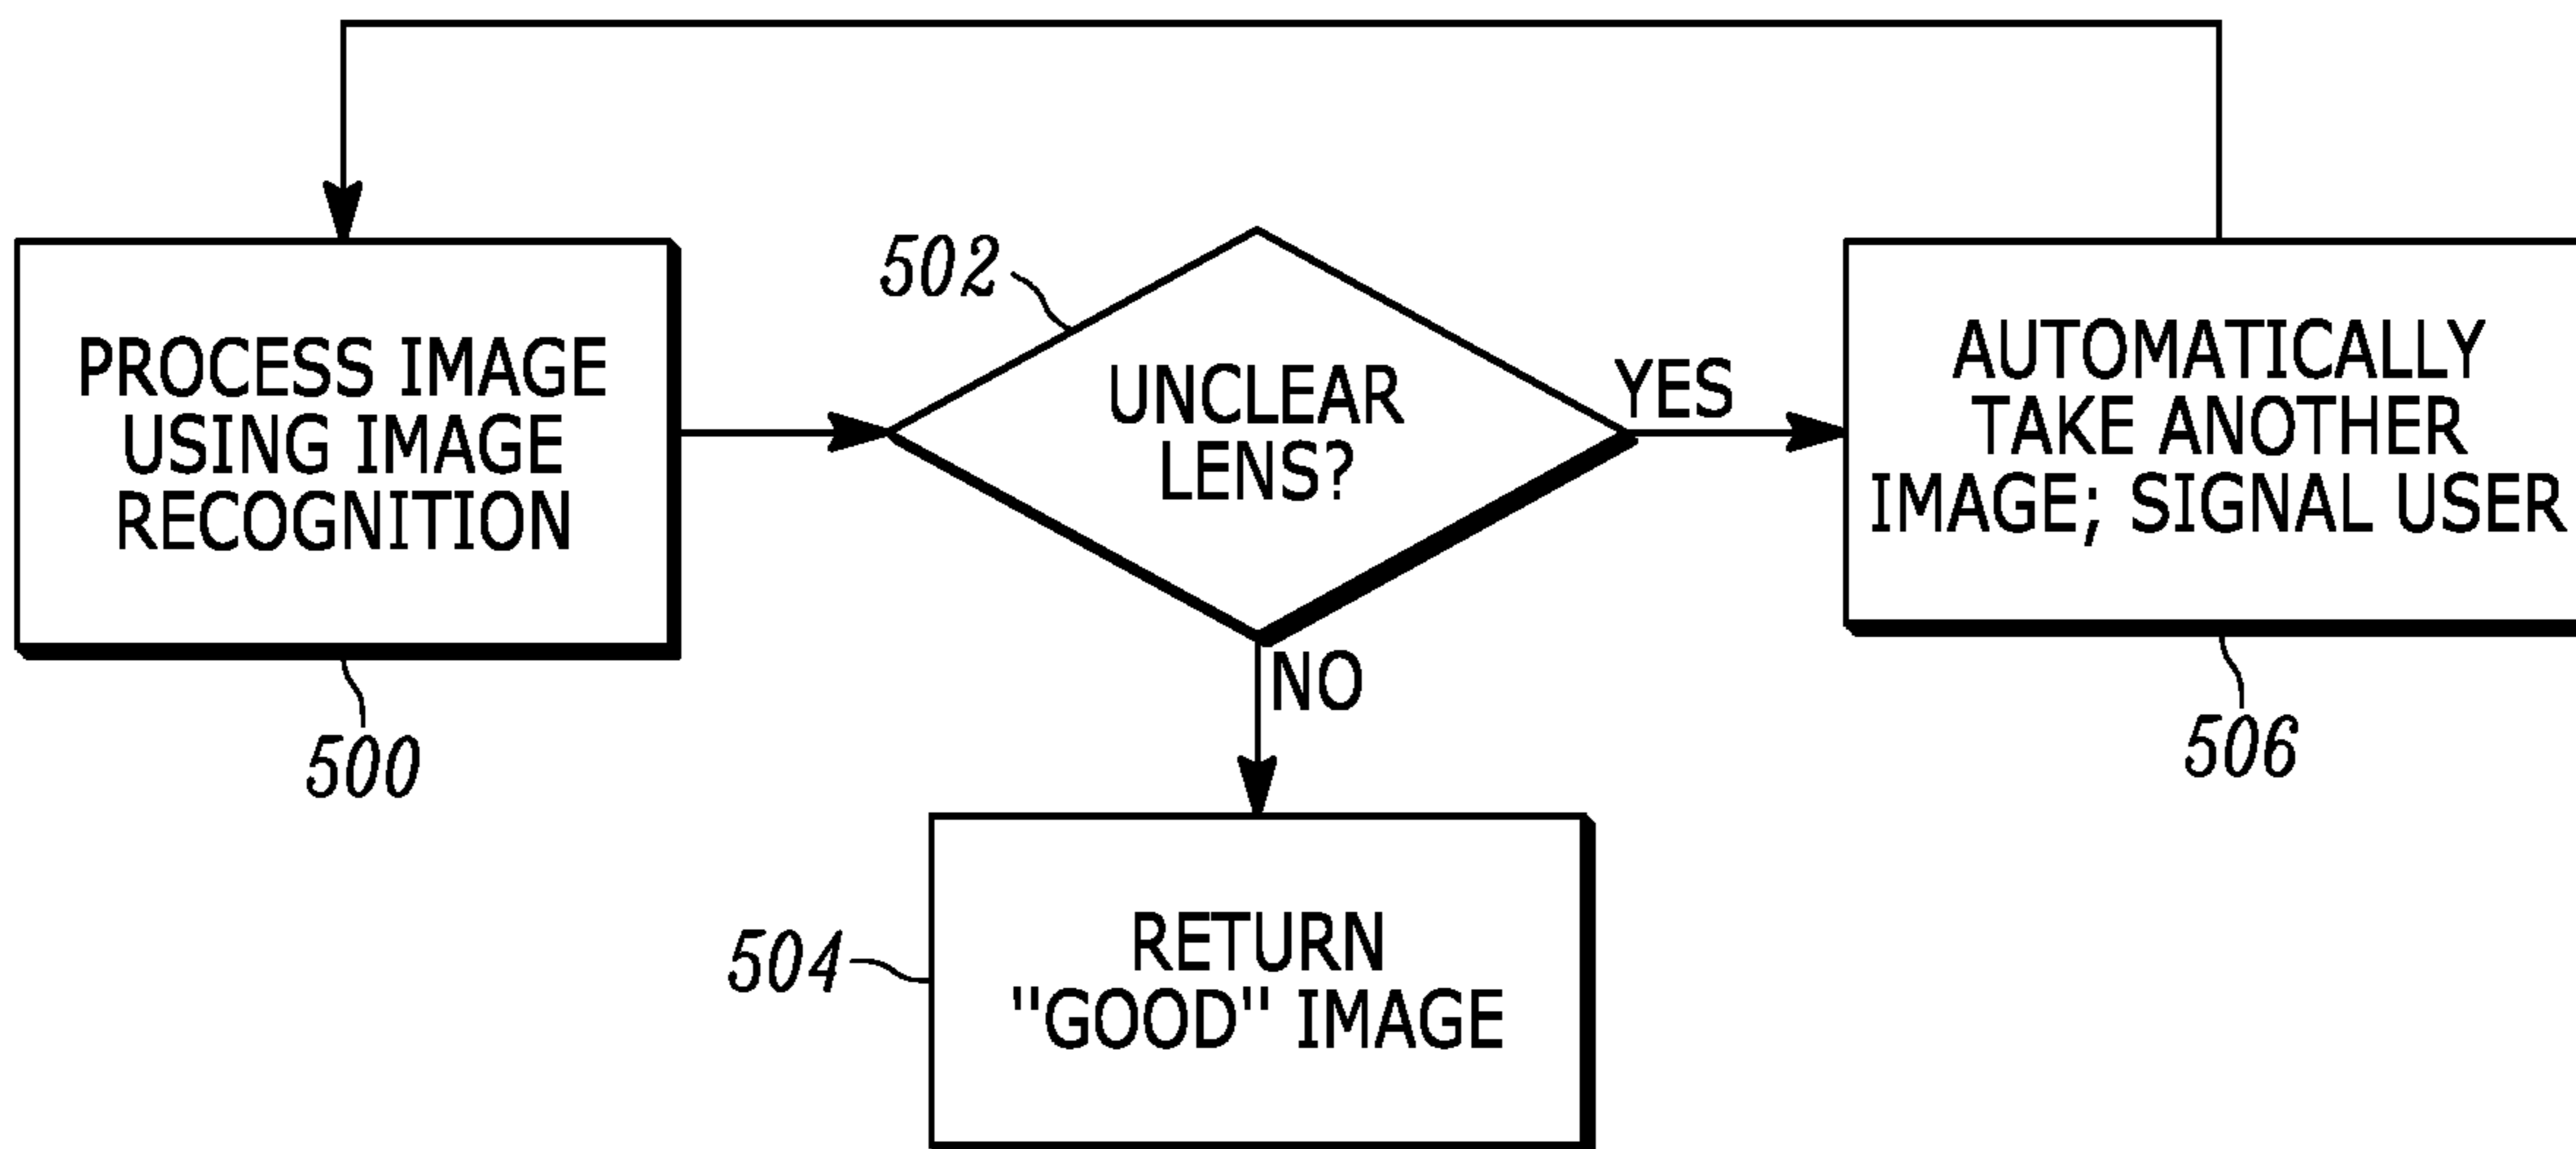 PROCESS IMAGE
USING IMAGE
RECOGNITION
500
502
UNCLEAR
LENS?
YES
NO
AUTOMATICALLY
TAKE ANOTHER
IMAGE; SIGNAL USER
506
504
RETURN
"GOOD" IMAGE